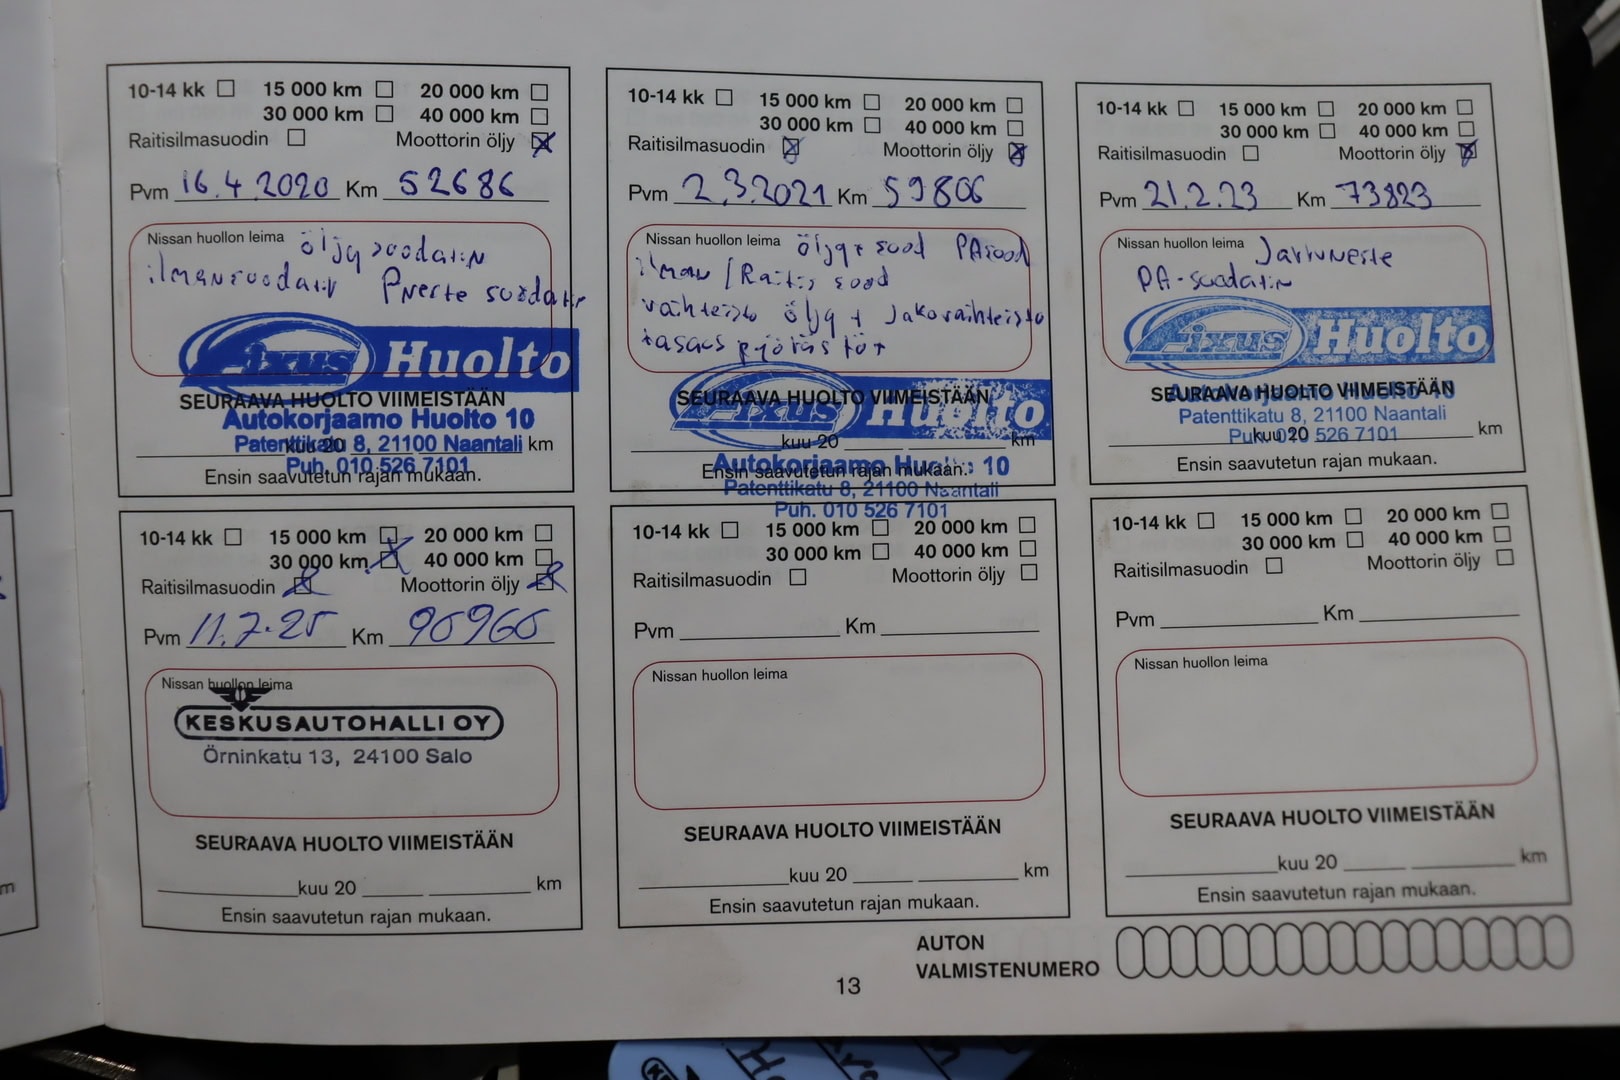 10-14 kk 15 000 km 20 000 km
30 000 km 40 000 km
Raitisilmasuodin Moottorin öljy
Pvm 16.4.2020 Km 52686
Nissan huollon leima öljysuodatin
ilmansuodatin Pneste suodatin
ixus Huolto
SEURAAVA HUOLTO VIIMEISTÄÄN
Autokorjaamo Huolto 10
Patenttikatu 8, 21100 Naantali
kuu 20 km
Puh. 010 526 7101
Ensin saavutetun rajan mukaan.
10-14 kk 15 000 km 20 000 km
30 000 km 40 000 km
Raitisilmasuodin Moottorin öljy
Pvm 2.3.2021 Km 59806
Nissan huollon leima öljy + suod PAsuod
ilman / Raitis suod
vaihteisto öljy + Jakovaihteisto
tasauspyörästöt
SEURAAVA HUOLTO VIIMEISTÄÄN
ixus Huolto
kuu 20 km
Autokorjaamo Huolto 10
Ensin saavutetun rajan mukaan.
Patenttikatu 8, 21100 Naantali
Puh. 010 526 7101
10-14 kk 15 000 km 20 000 km
30 000 km 40 000 km
Raitisilmasuodin Moottorin öljy
Pvm 21.2.23 Km 73823
Nissan huollon leima Jarruneste
PA-suodatin
ixus Huolto
SEURAAVA HUOLTO VIIMEISTÄÄN
Autokorjaamo Huolto 10
Patenttikatu 8, 21100 Naantali
Puh. 010 526 7101
kuu 20 km
Ensin saavutetun rajan mukaan.
10-14 kk 15 000 km 20 000 km
30 000 km 40 000 km
Raitisilmasuodin Moottorin öljy
Pvm 11.7.25 Km
Nissan huollon leima
KESKUSAUTOHALLI OY
Örninkatu 13, 24100 Salo
SEURAAVA HUOLTO VIIMEISTÄÄN
kuu 20 km
Ensin saavutetun rajan mukaan.
10-14 kk 15 000 km 20 000 km
30 000 km 40 000 km
Raitisilmasuodin Moottorin öljy
Pvm Km
Nissan huollon leima
SEURAAVA HUOLTO VIIMEISTÄÄN
kuu 20 km
Ensin saavutetun rajan mukaan.
10-14 kk 15 000 km 20 000 km
30 000 km 40 000 km
Raitisilmasuodin Moottorin öljy
Pvm Km
Nissan huollon leima
SEURAAVA HUOLTO VIIMEISTÄÄN
kuu 20 km
Ensin saavutetun rajan mukaan.
AUTON
VALMISTENUMERO
13